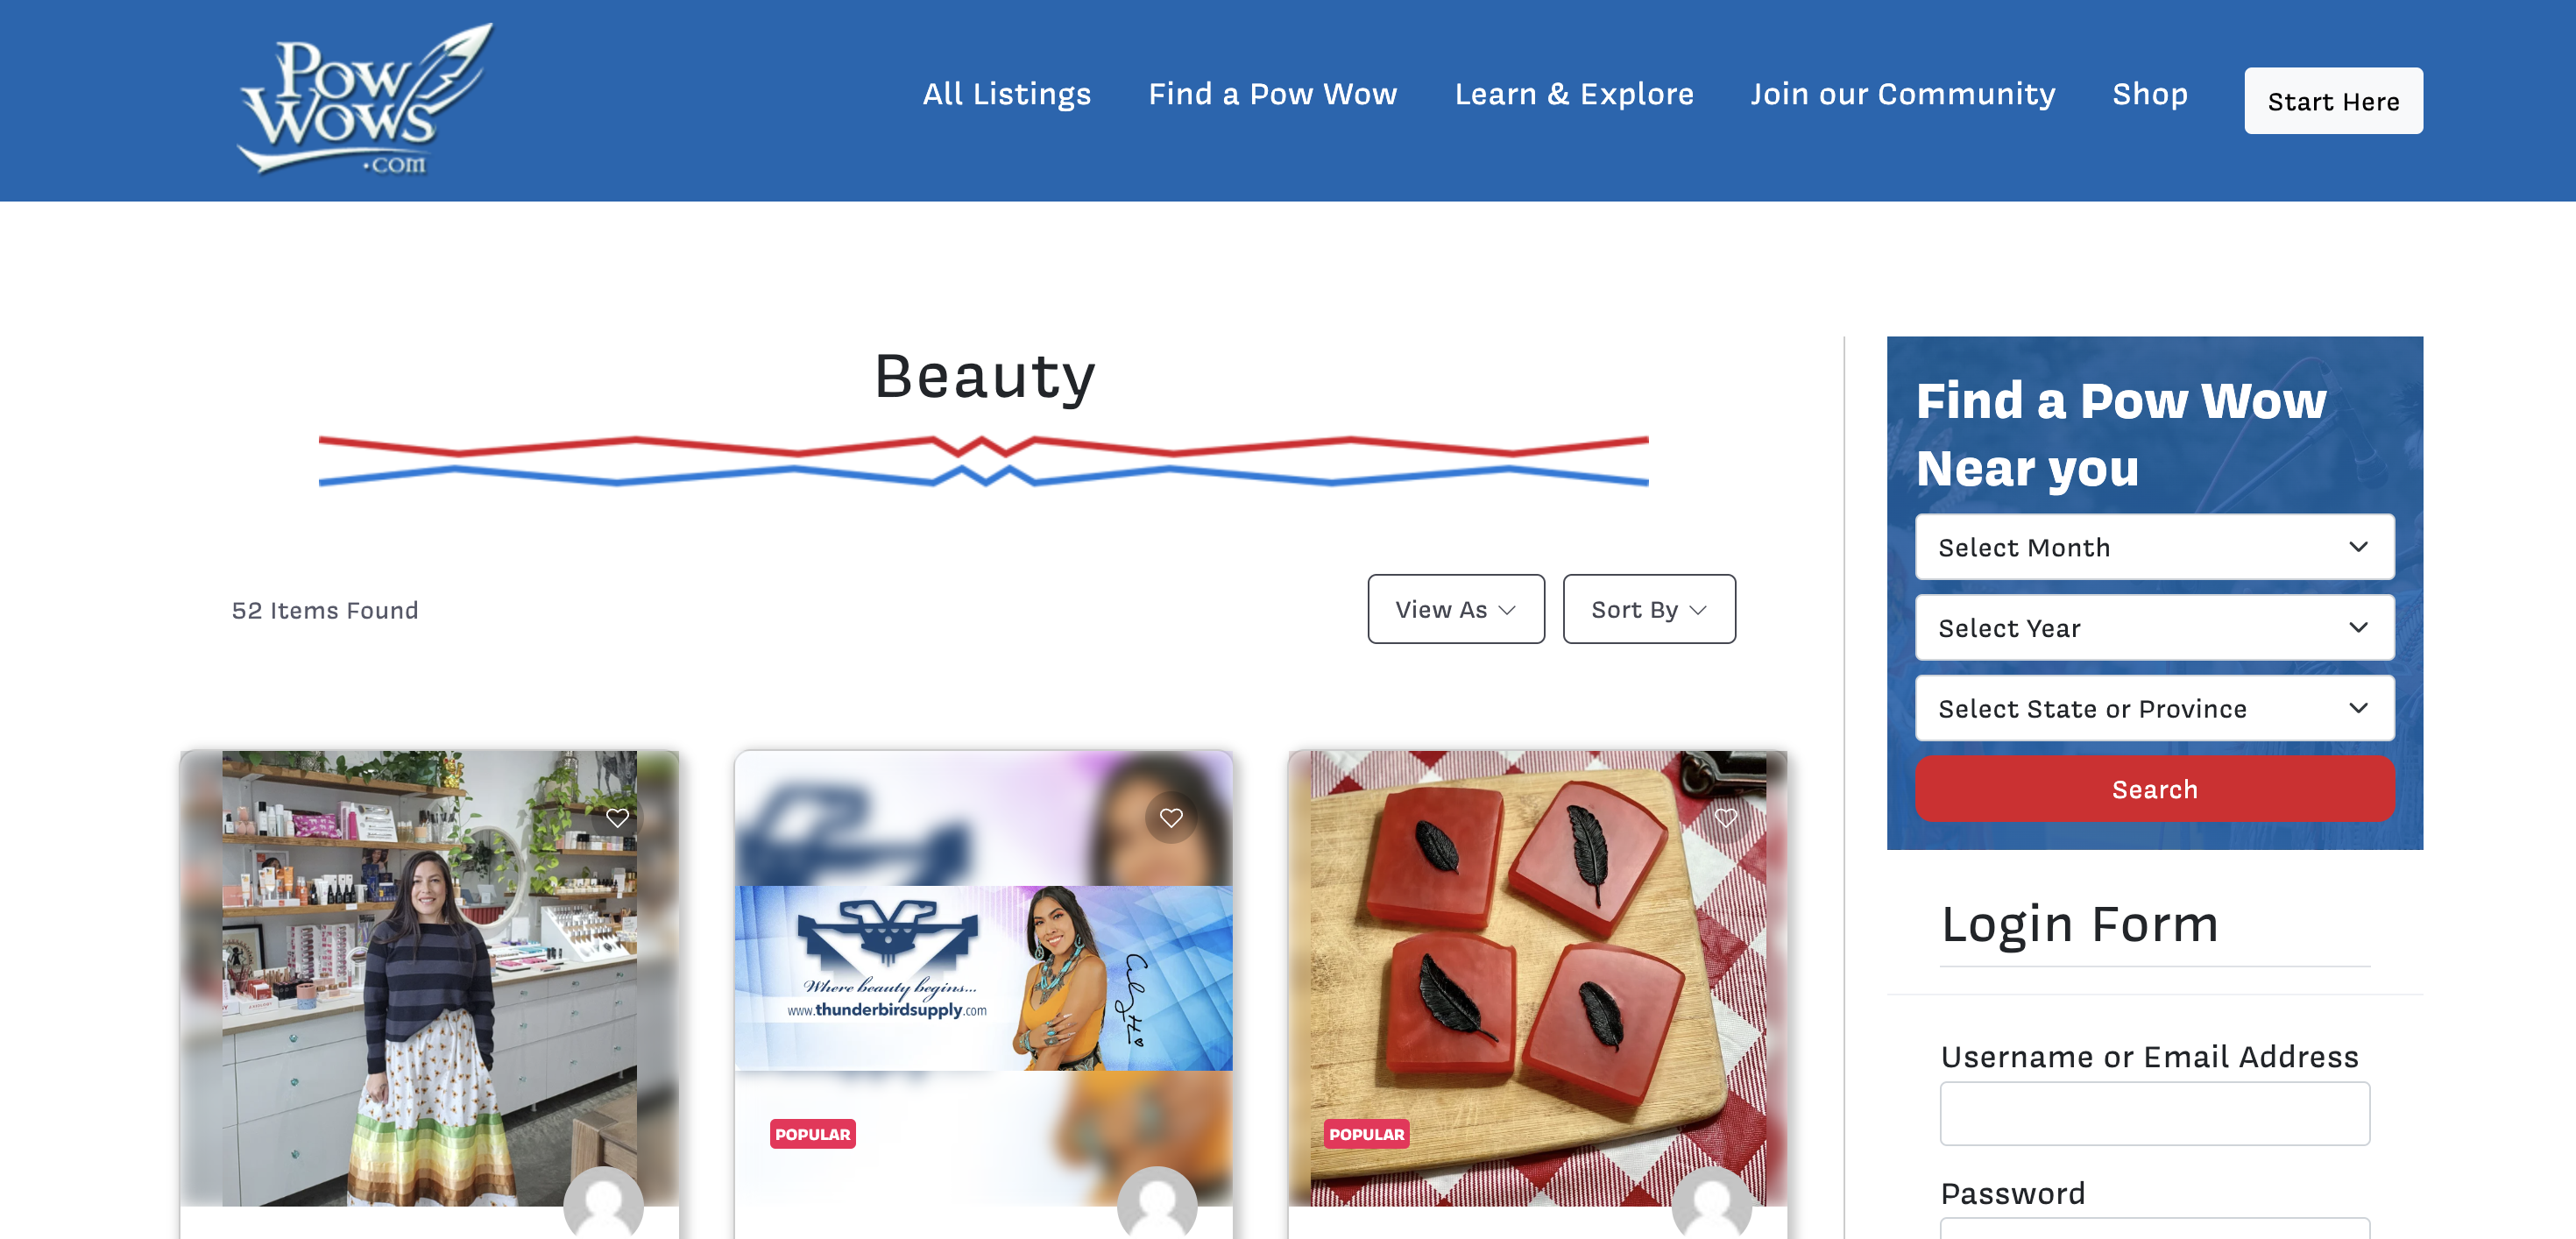 Pow
Wows
.com
All Listings
Find a Pow Wow
Learn & Explore
Join our Community
Shop
Start Here
Beauty
52 Items Found
View As
Sort By
Where beauty begins...
www.thunderbirdsupply.com
POPULAR
POPULAR
Find a Pow Wow
Near you
Select Month
Select Year
Select State or Province
Search
Login Form
Username or Email Address
Password